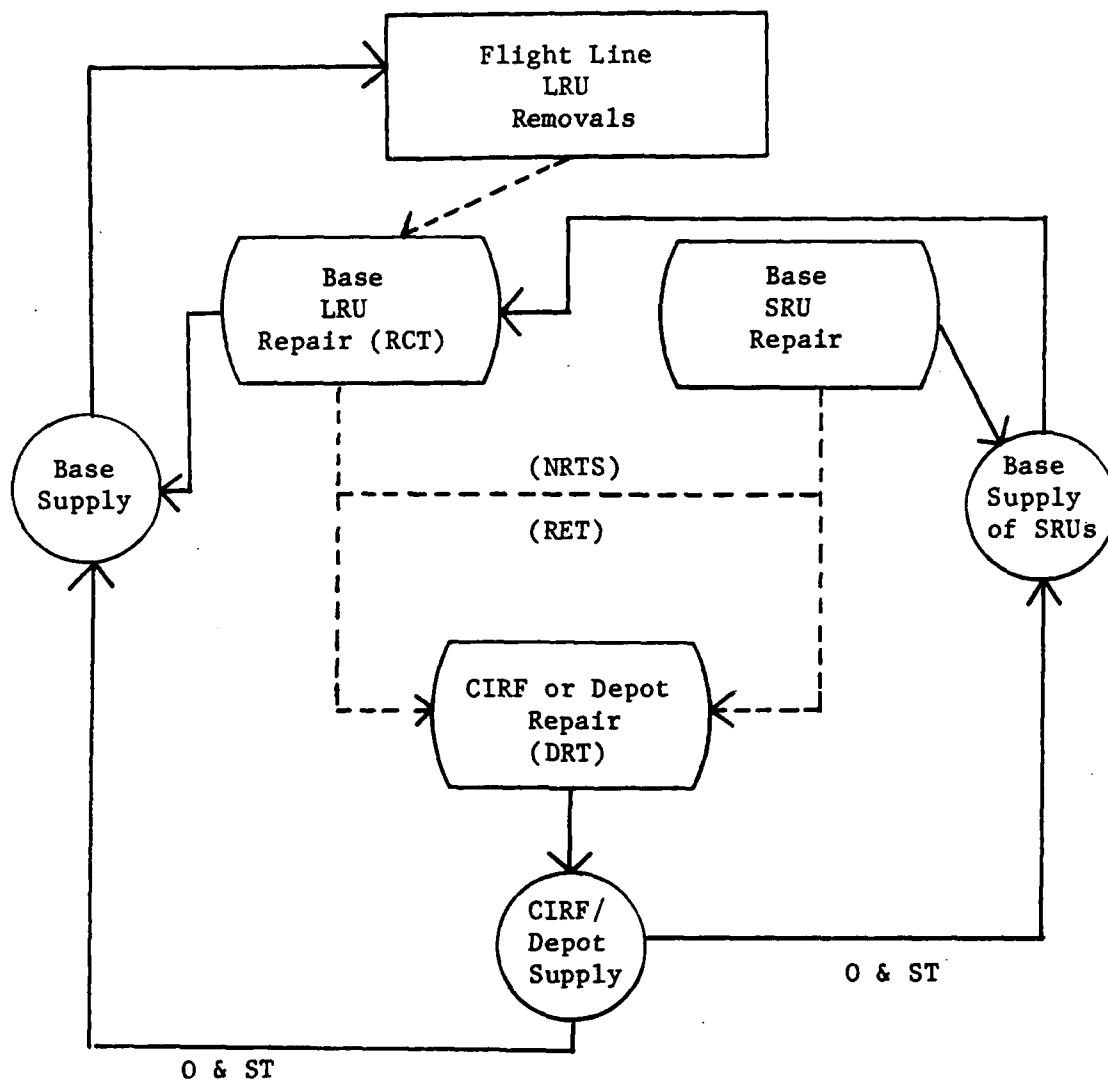 Flight Line
LRU
Removals
Base
LRU
Repair (RCT)
Base
SRU
Repair
Base
Supply
(NRTS)
(RET)
Base
Supply
of SRUs
CIRF or Depot
Repair
(DRT)
CIRF/
Depot
Supply
O & ST
O & ST